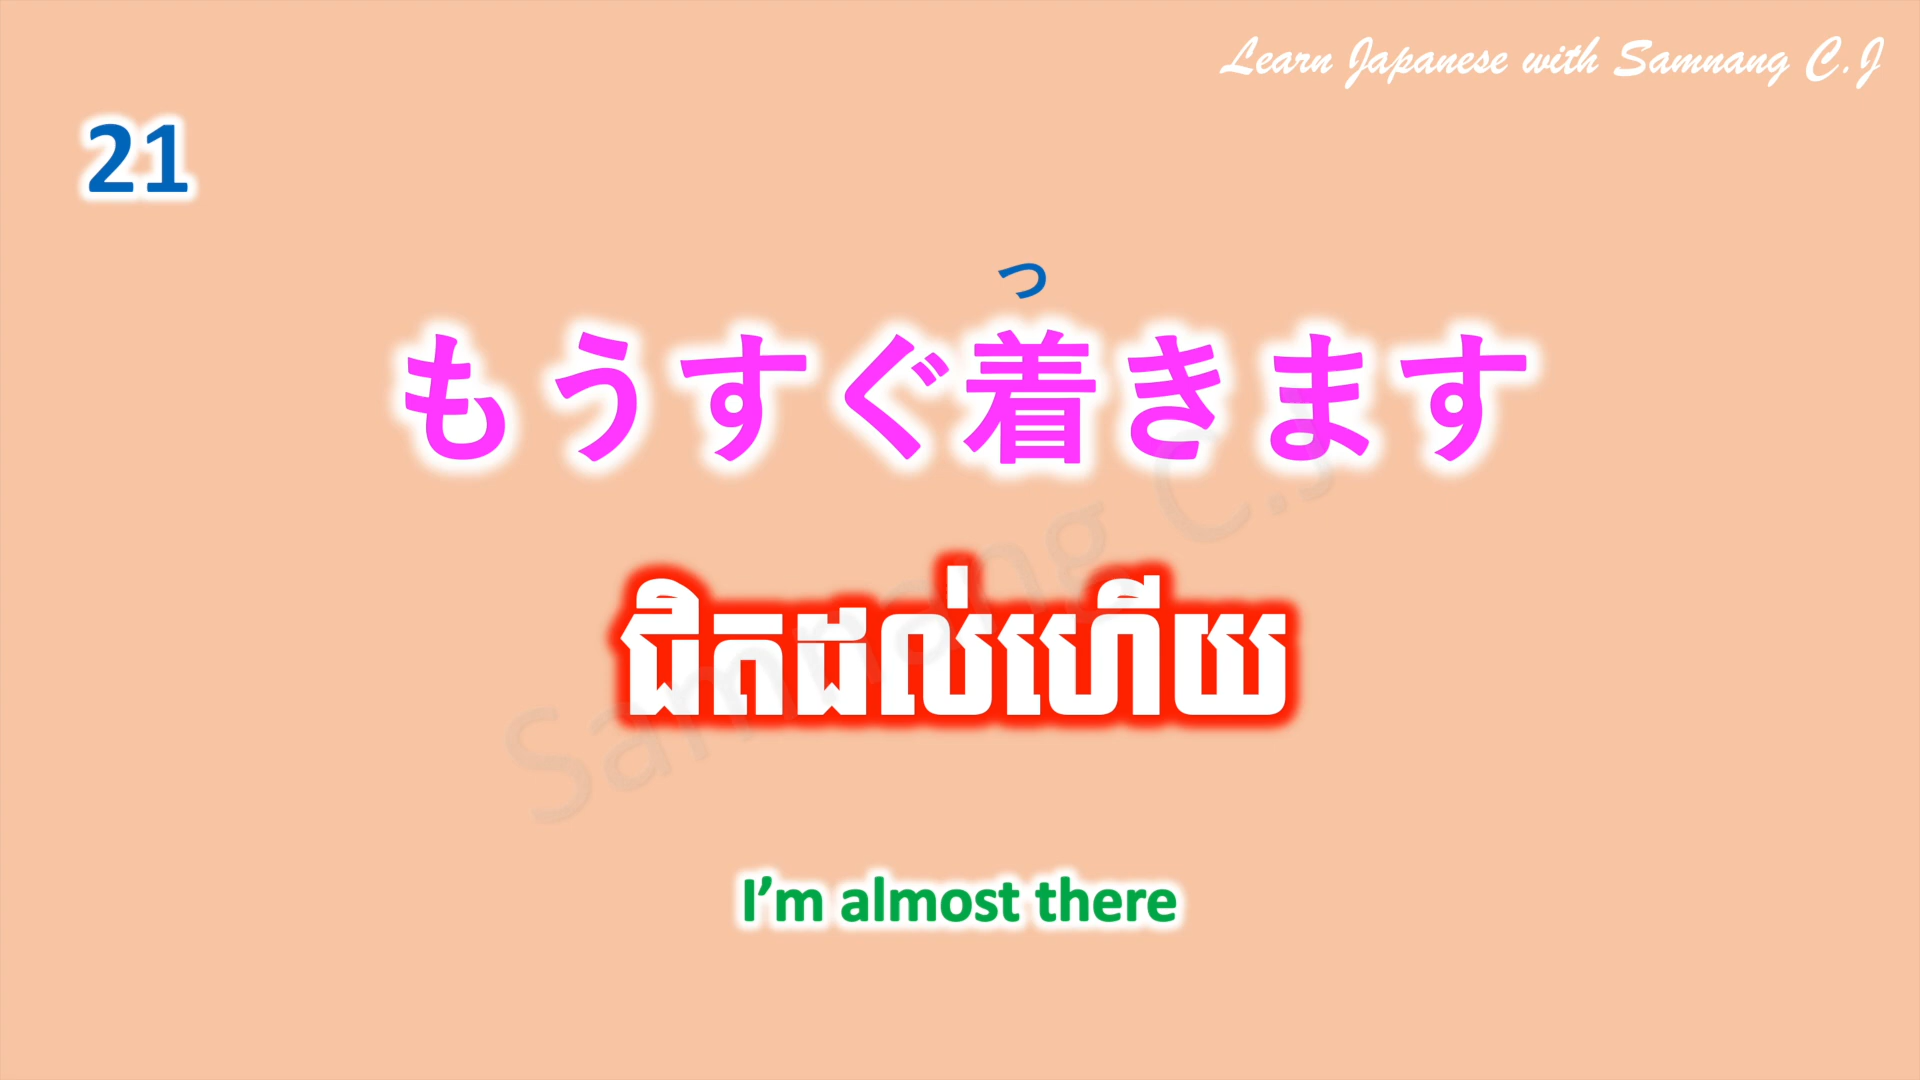 Learn Japanese with Samnang C.J
21
つ
もうすぐ着きます
ជិតដល់ហើយ
Samnang C.J
I’m almost there